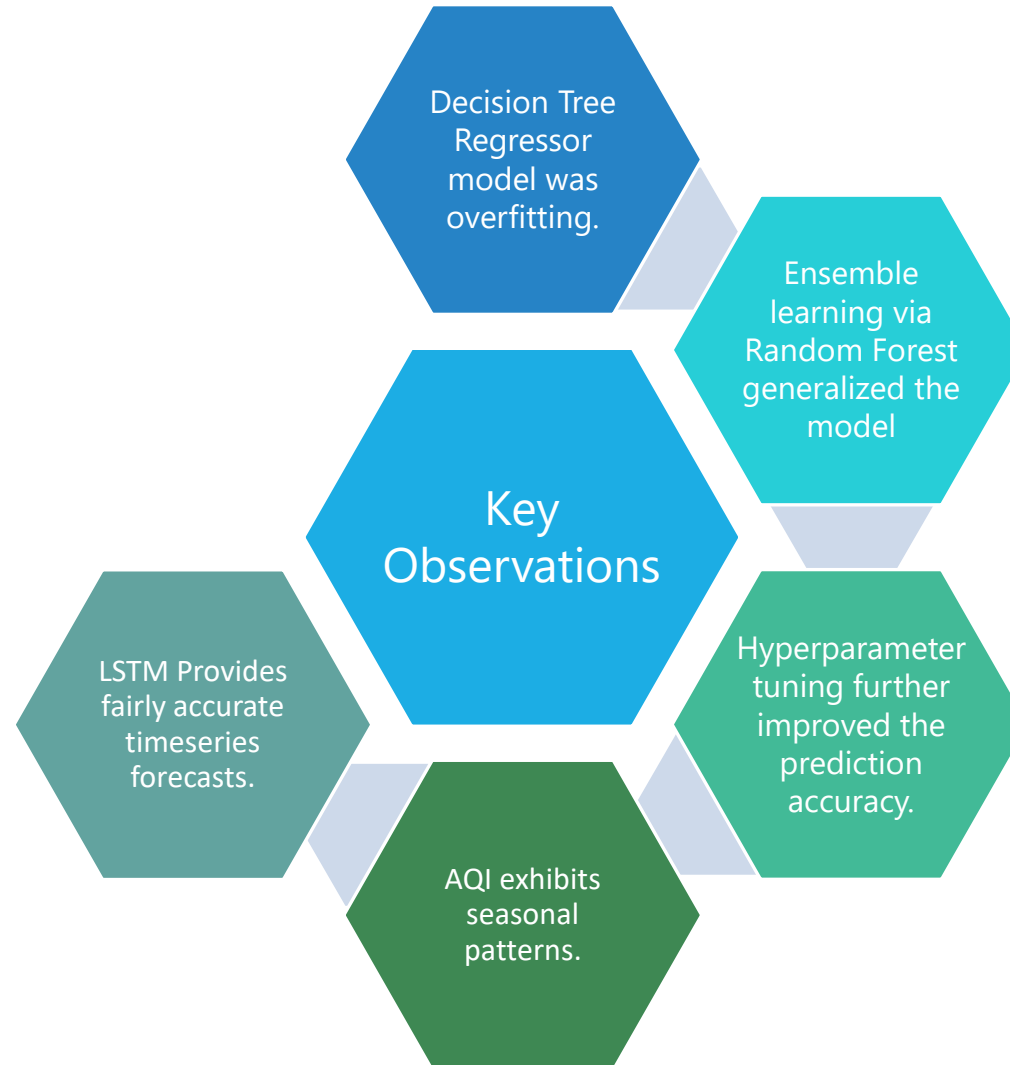 Decision Tree
Regressor
model was
overfitting.
Ensemble
learning via
Random Forest
generalized the
model
Key
Observations
Hyperparameter
tuning further
improved the
prediction
accuracy.
LSTM Provides
fairly accurate
timeseries
forecasts.
AQI exhibits
seasonal
patterns.